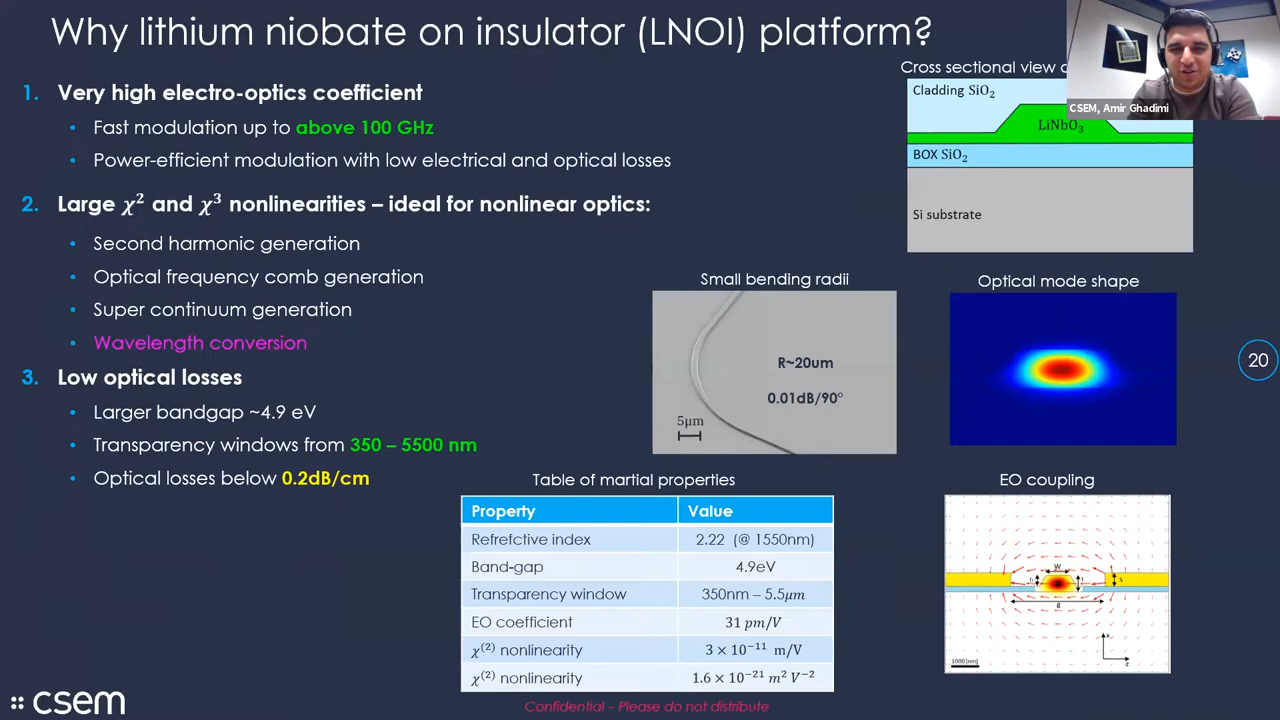 Why lithium niobate on insulator (LNOI) platform?
1. Very high electro-optics coefficient
• Fast modulation up to above 100 GHz
• Power-efficient modulation with low electrical and optical losses
2. Large χ² and χ³ nonlinearities – ideal for nonlinear optics:
• Second harmonic generation
• Optical frequency comb generation
• Super continuum generation
• Wavelength conversion
3. Low optical losses
• Larger bandgap ~4.9 eV
• Transparency windows from 350 – 5500 nm
• Optical losses below 0.2dB/cm
Cross sectional view
CSEM, Amir Ghadimi
Cladding SiO₂
LiNbO₃
BOX SiO₂
Si substrate
Small bending radii
R~20um
0.01dB/90°
5μm
Optical mode shape
20
Table of martial properties
Property Value
Refrefctive index 2.22 (@ 1550nm)
Band-gap 4.9eV
Transparency window 350nm – 5.5μm
EO coefficient 31 pm/V
χ⁽²⁾ nonlinearity 3 × 10⁻¹¹ m/V
χ⁽²⁾ nonlinearity 1.6 × 10⁻²¹ m² V⁻²
EO coupling
W
h
t
g
x
z
1000 [nm]
:: csem
Confidential – Please do not distribute